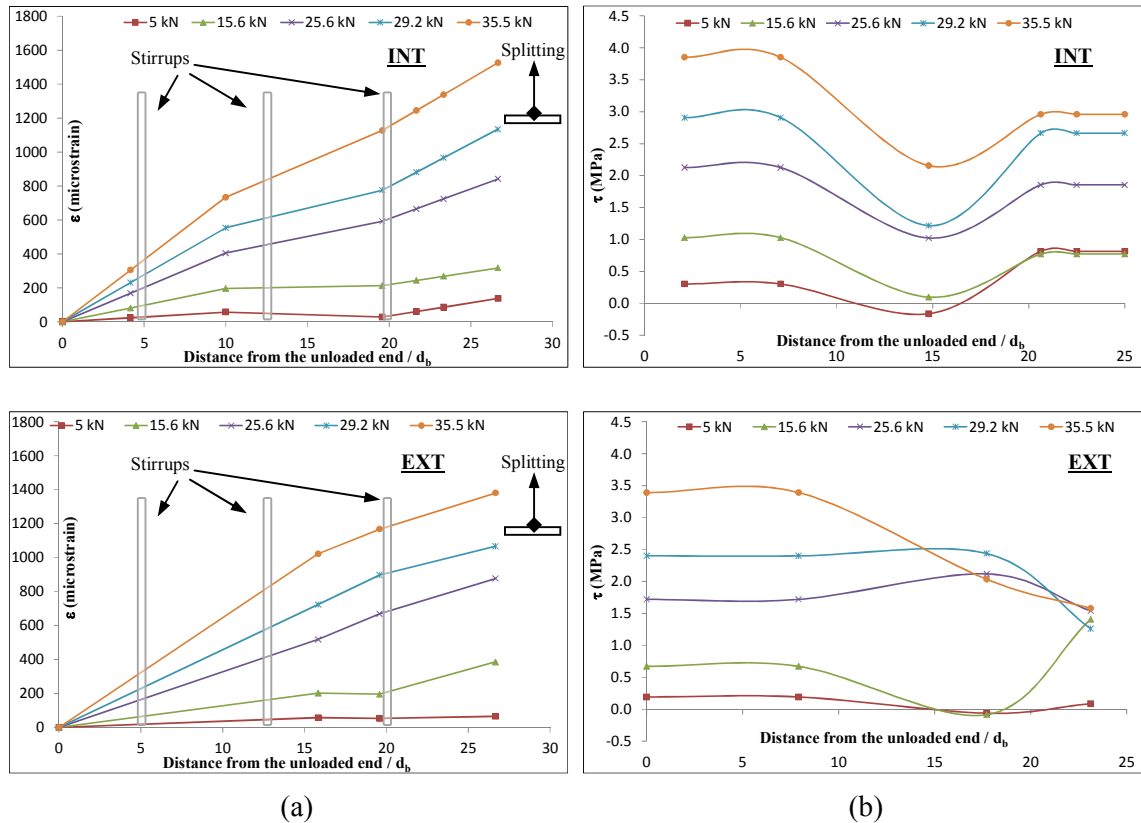 5 kN 15.6 kN 25.6 kN 29.2 kN 35.5 kN
1800
1600
1400
1200
1000
800
600
400
200
0
ε (microstrain)
Stirrups
INT
Splitting
0 5 10 15 20 25 30
Distance from the unloaded end / db
5 kN 15.6 kN 25.6 kN 29.2 kN 35.5 kN
4.5
4.0
3.5
3.0
2.5
2.0
1.5
1.0
0.5
0.0
-0.5
τ (MPa)
INT
0 5 10 15 20 25
Distance from the unloaded end / db
5 kN 15.6 kN 25.6 kN 29.2 kN 35.5 kN
1800
1600
1400
1200
1000
800
600
400
200
0
ε (microstrain)
Stirrups
EXT
Splitting
0 5 10 15 20 25 30
Distance from the unloaded end / db
5 kN 15.6 kN 25.6 kN 29.2 kN 35.5 kN
4.5
4.0
3.5
3.0
2.5
2.0
1.5
1.0
0.5
0.0
-0.5
τ (MPa)
EXT
Distance from the unloaded end / db
0 5 10 15 20 25
(a) (b)